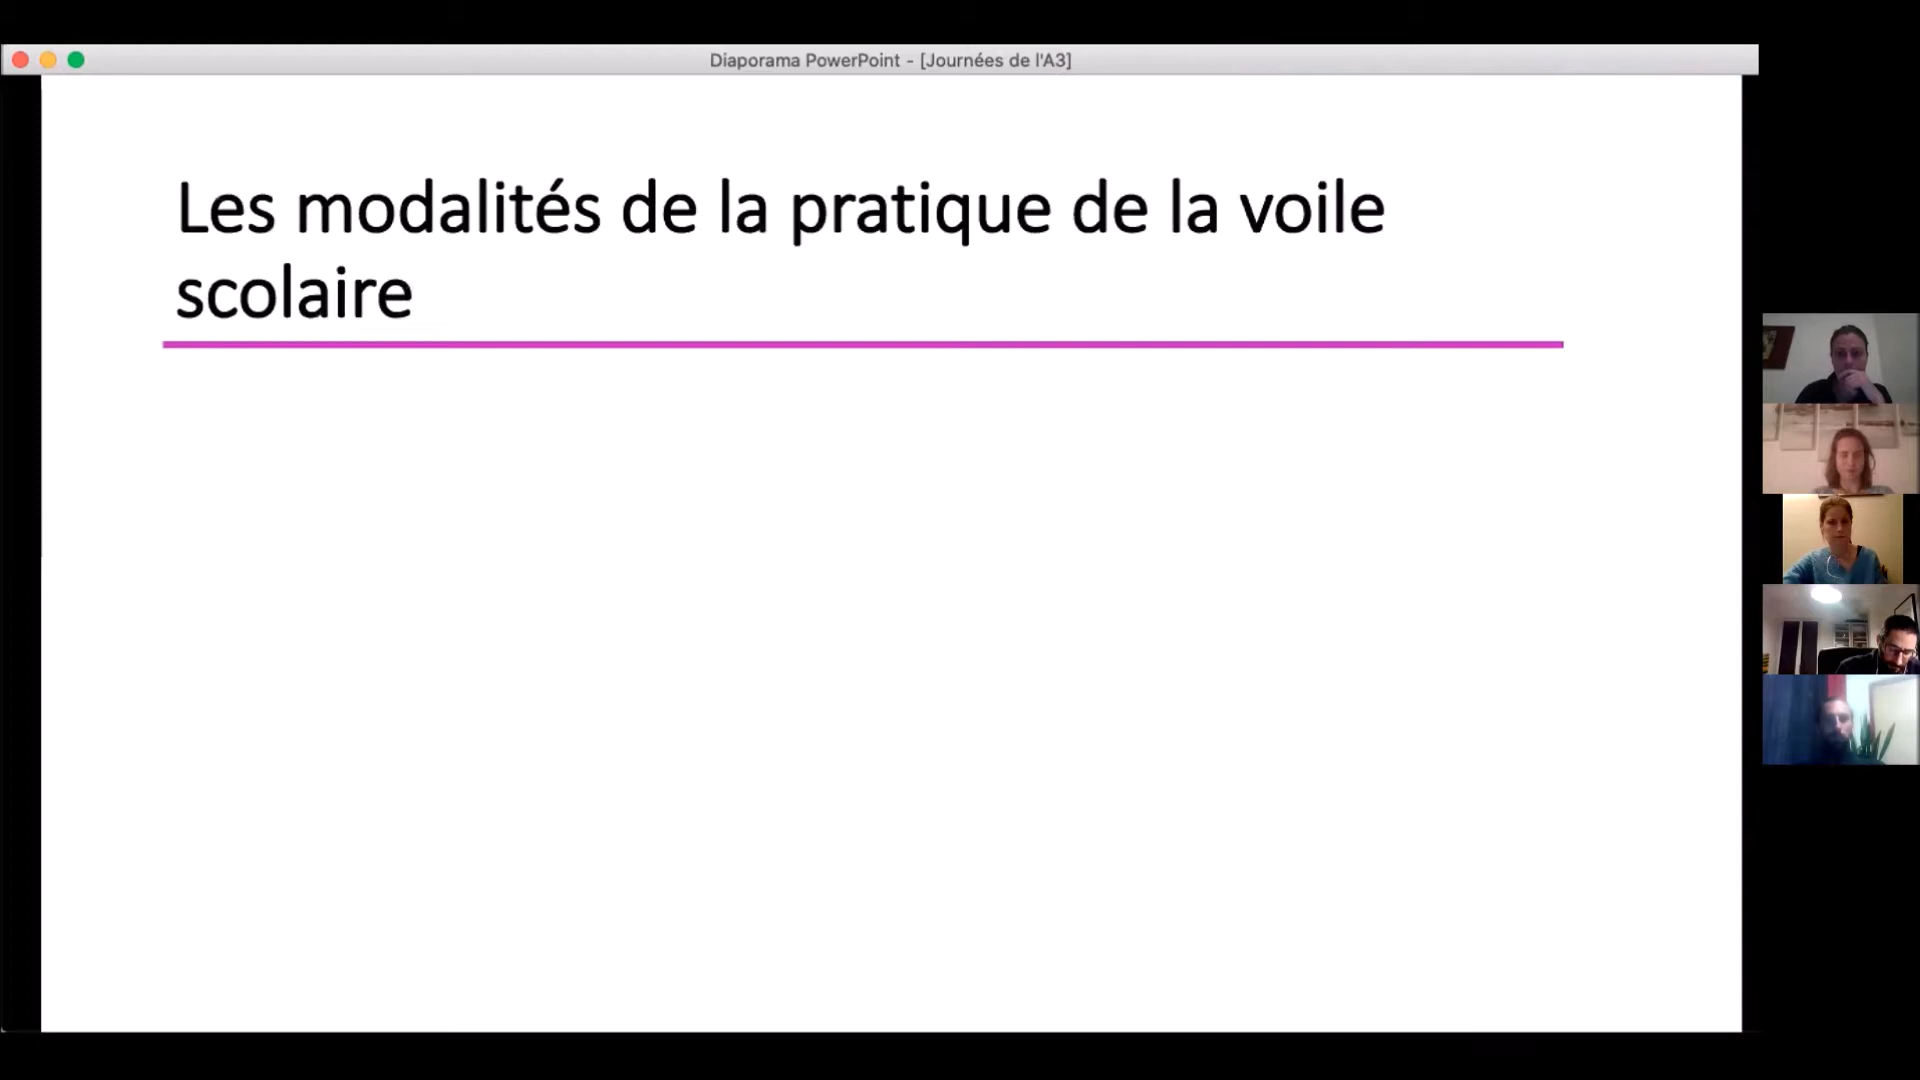 Diaporama PowerPoint - [Journées de l'A3]
Les modalités de la pratique de la voile
scolaire